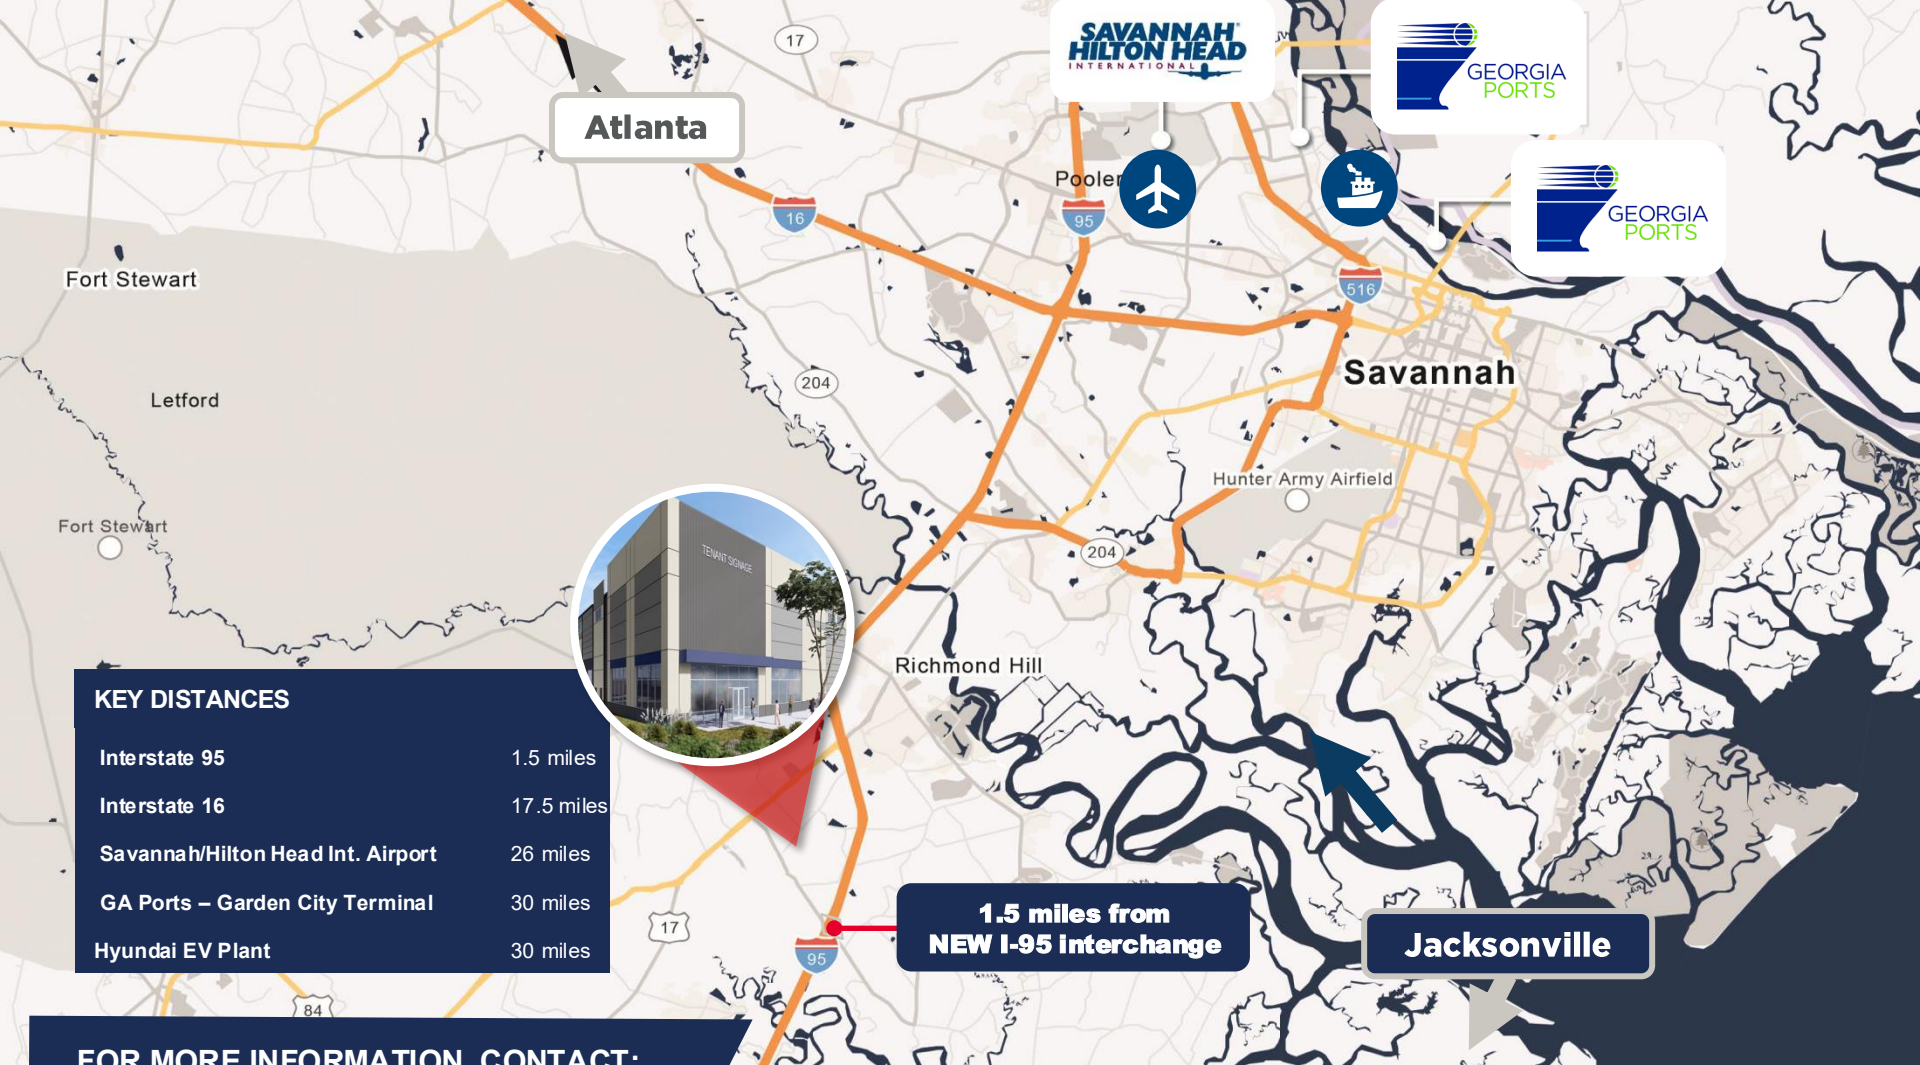 17
SAVANNAH
HILTON HEAD
INTERNATIONAL
GEORGIA
PORTS
Atlanta
Pooler
16
95
GEORGIA
PORTS
Fort Stewart
516
Savannah
204
Letford
Hunter Army Airfield
Fort Stewart
204
TENANT SIGNAGE
Richmond Hill
KEY DISTANCES
Interstate 95 1.5 miles
Interstate 16 17.5 miles
Savannah/Hilton Head Int. Airport 26 miles
GA Ports – Garden City Terminal 30 miles
Hyundai EV Plant 30 miles
17
1.5 miles from
NEW I-95 interchange
95
Jacksonville
84
FOR MORE INFORMATION, CONTACT: